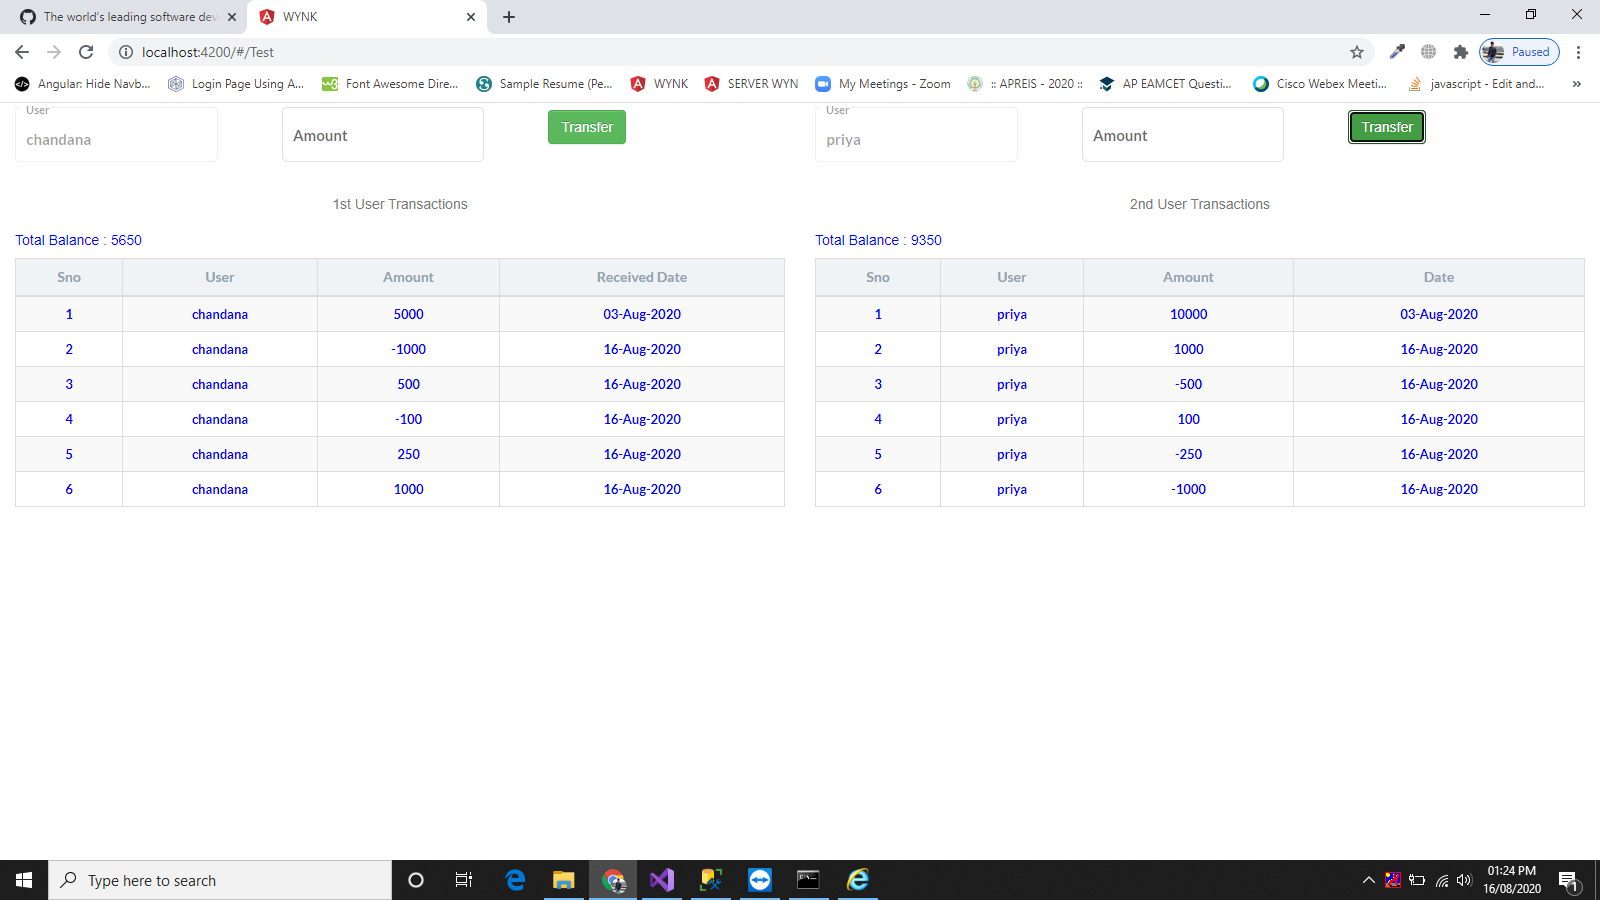 The world's leading software dev
WYNK
localhost:4200/#/Test
Paused
Angular: Hide Navb...
Login Page Using A...
Font Awesome Dire...
Sample Resume (Pe...
WYNK
SERVER WYN
My Meetings - Zoom
:: APREIS - 2020 ::
AP EAMCET Questi...
Cisco Webex Meeti...
javascript - Edit and...
»
User
chandana
Amount
Transfer
User
priya
Amount
Transfer
1st User Transactions
Total Balance : 5650
Sno User Amount Received Date
1 chandana 5000 03-Aug-2020
2 chandana -1000 16-Aug-2020
3 chandana 500 16-Aug-2020
4 chandana -100 16-Aug-2020
5 chandana 250 16-Aug-2020
6 chandana 1000 16-Aug-2020
2nd User Transactions
Total Balance : 9350
Sno User Amount Date
1 priya 10000 03-Aug-2020
2 priya 1000 16-Aug-2020
3 priya -500 16-Aug-2020
4 priya 100 16-Aug-2020
5 priya -250 16-Aug-2020
6 priya -1000 16-Aug-2020
Type here to search
01:24 PM
16/08/2020
1